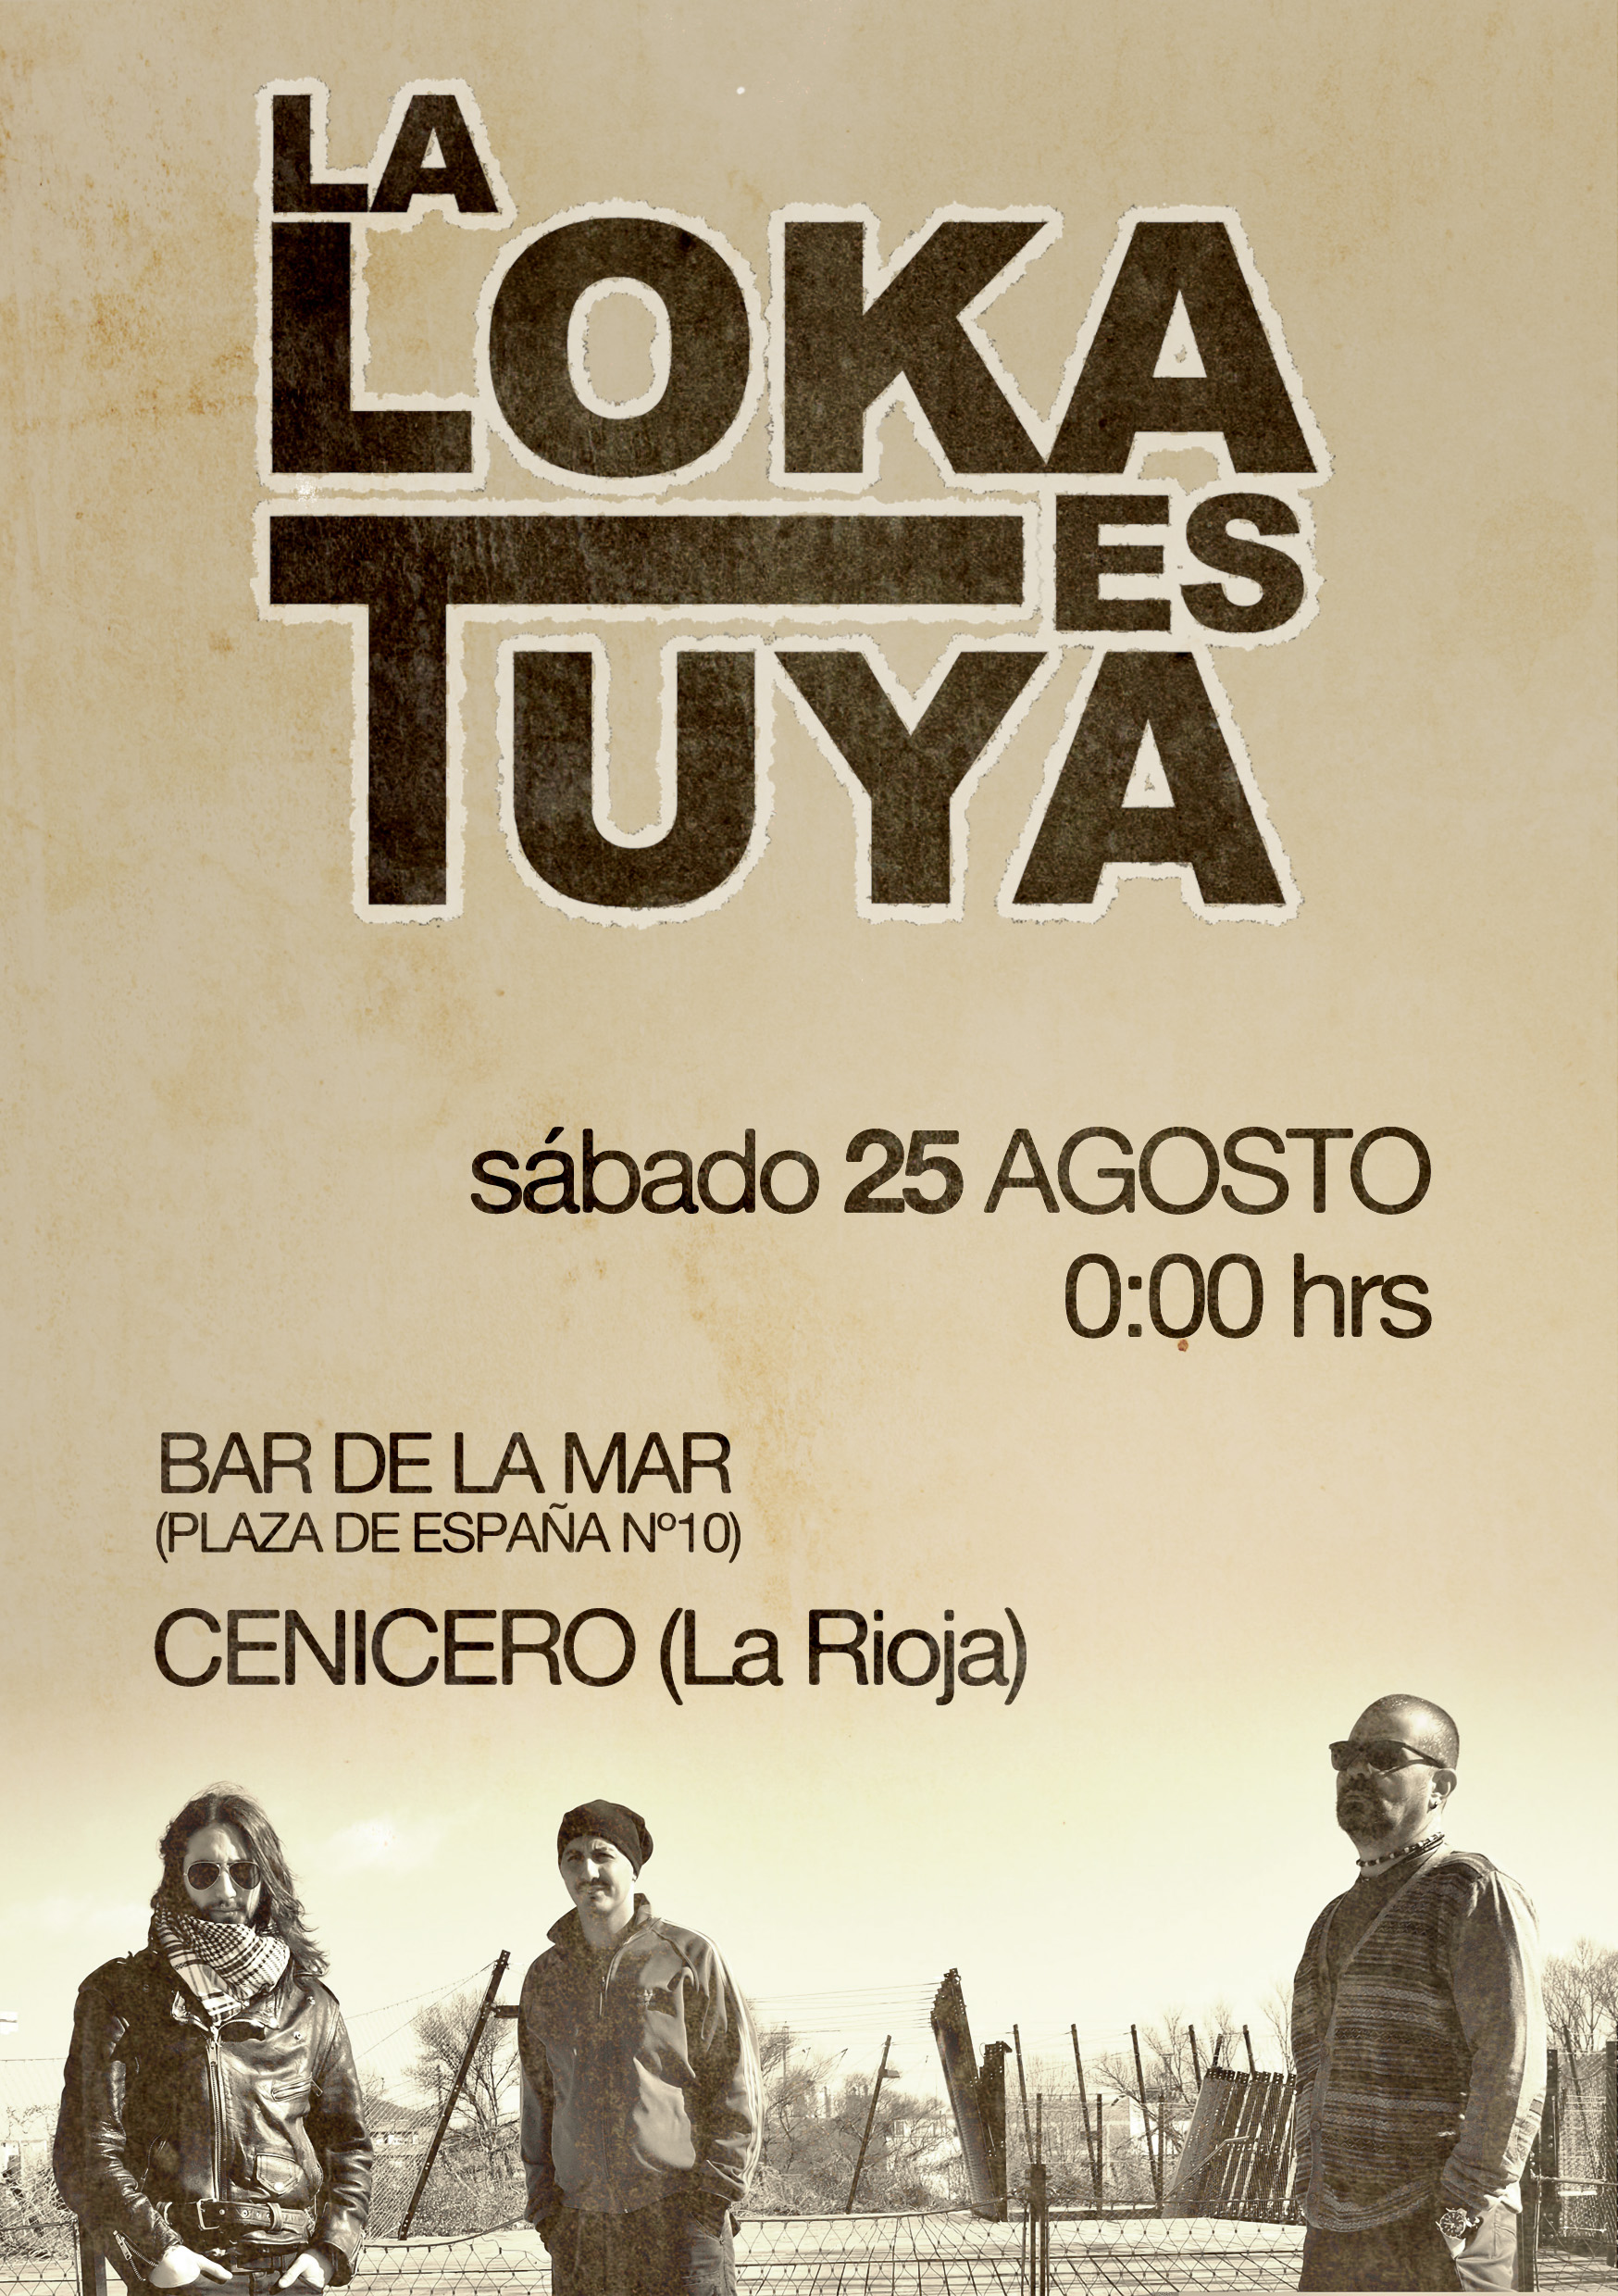 LA
LOKA
ES
TUYA
sábado 25 AGOSTO
0:00 hrs
BAR DE LA MAR
(PLAZA DE ESPAÑA Nº10)
CENICERO (La Rioja)